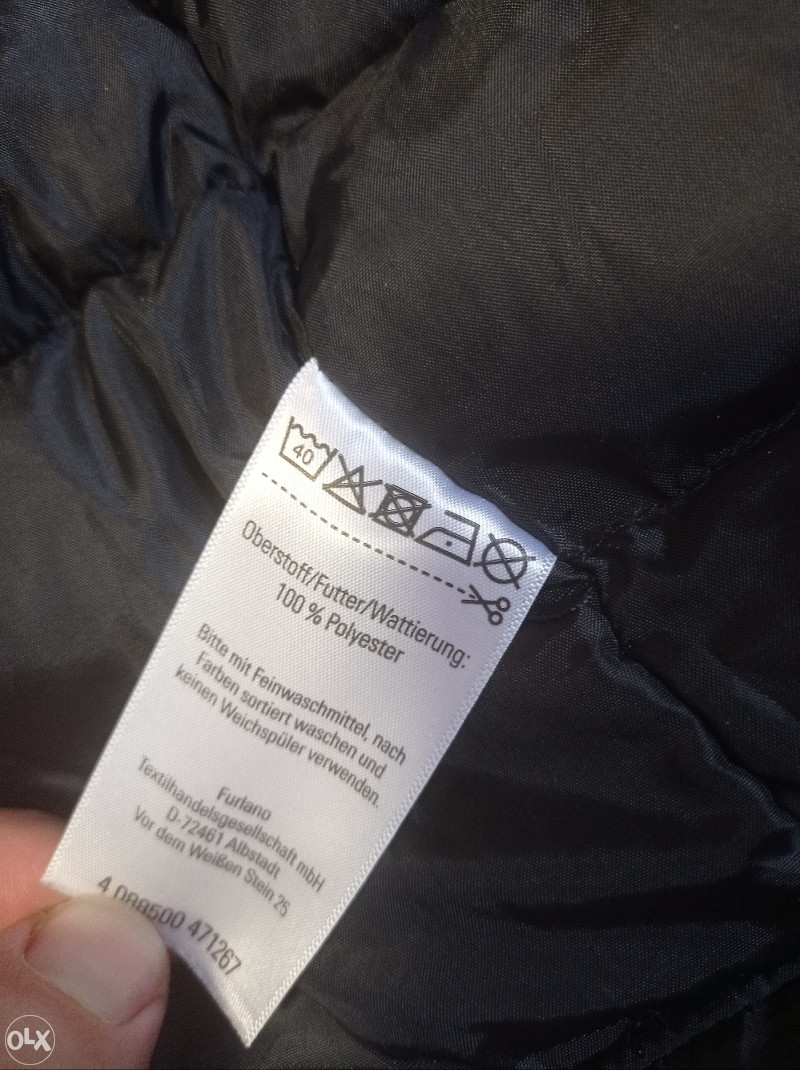 40
Oberstoff/Futter/Wattierung:
100 % Polyester
Bitte mit Feinwaschmittel, nach
Farben sortiert waschen und
keinen Weichspüler verwenden.
Furlano
Textilhandelsgesellschaft mbH
D-72461 Albstadt
Vor dem Weißen Stein 25
4 088500 471267
OLX